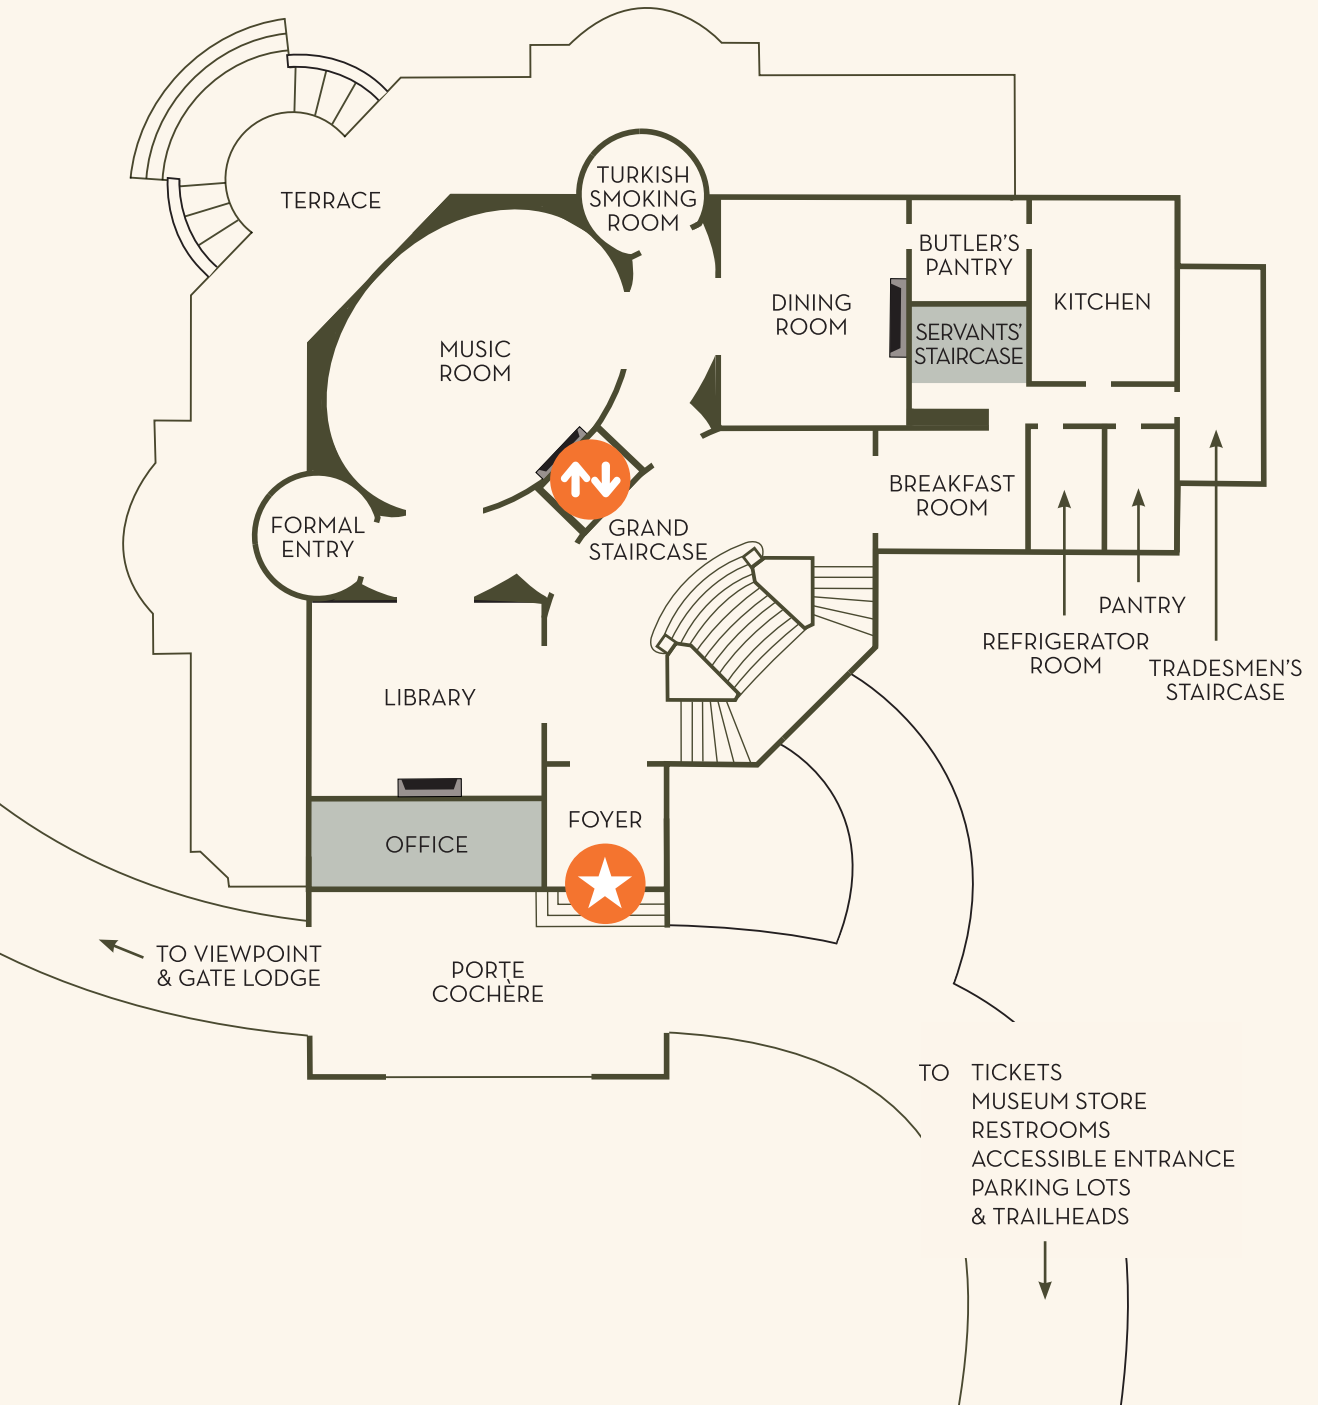 TERRACE
TURKISH
SMOKING
ROOM
BUTLER'S
PANTRY
DINING
ROOM
KITCHEN
SERVANTS'
STAIRCASE
MUSIC
ROOM
BREAKFAST
ROOM
FORMAL
ENTRY
GRAND
STAIRCASE
PANTRY
REFRIGERATOR
ROOM
TRADESMEN'S
STAIRCASE
LIBRARY
FOYER
OFFICE
TO VIEWPOINT
& GATE LODGE
PORTE
COCHÈRE
TO TICKETS
MUSEUM STORE
RESTROOMS
ACCESSIBLE ENTRANCE
PARKING LOTS
& TRAILHEADS